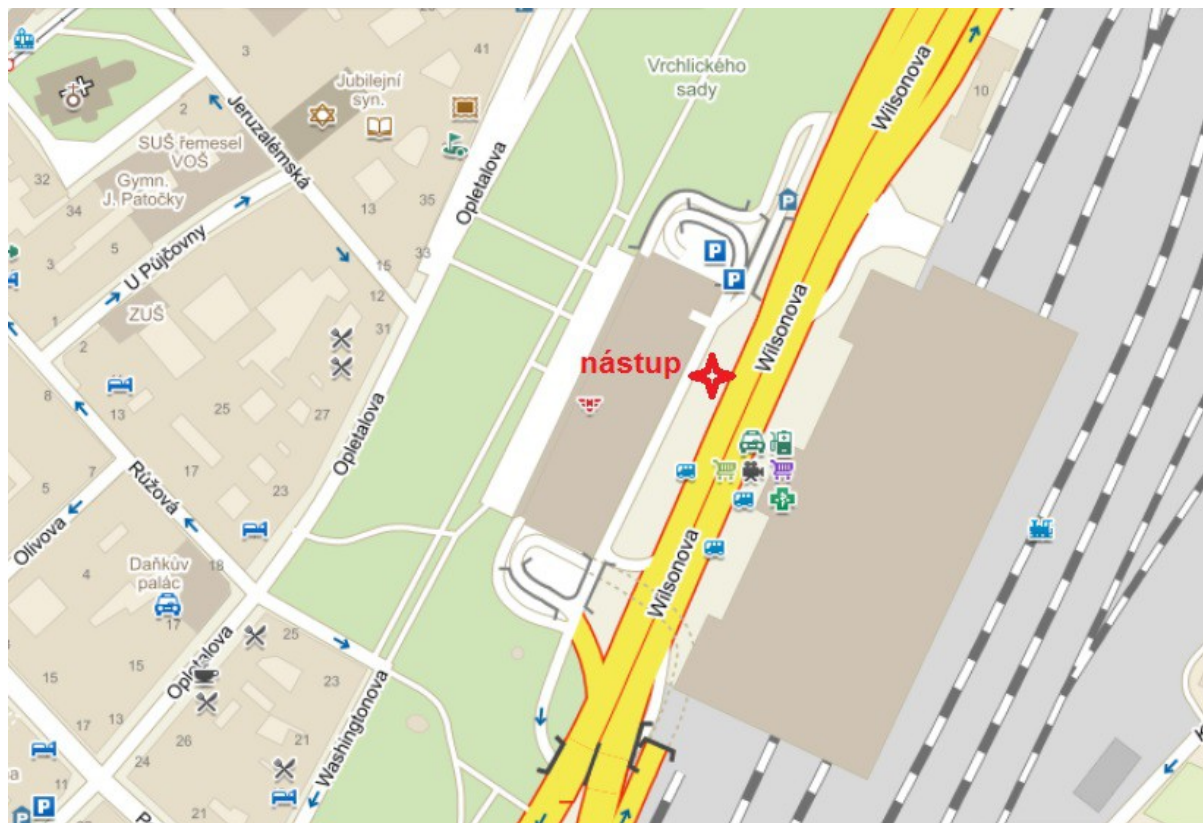 41
3
Vrchlického
sady
Wilsonova
Jubilejní
syn.
10
2
Jeruzalémská
SUŠ řemesel
VOŠ
Opletalova
32
Gymn.
J. Patočky
34
13
35
P
5
U Půjčovny
33
P
3
15
P
12
Wilsonova
ZUŠ
1
31
2
nástup
8
13
25
27
Opletalova
7
17
Růžová
5
23
Olivova
Wilsonova
Daňkův
palác
18
4
17
25
15
15
Opletalova
23
Washingtonova
17
13
26
21
24
11
P
21